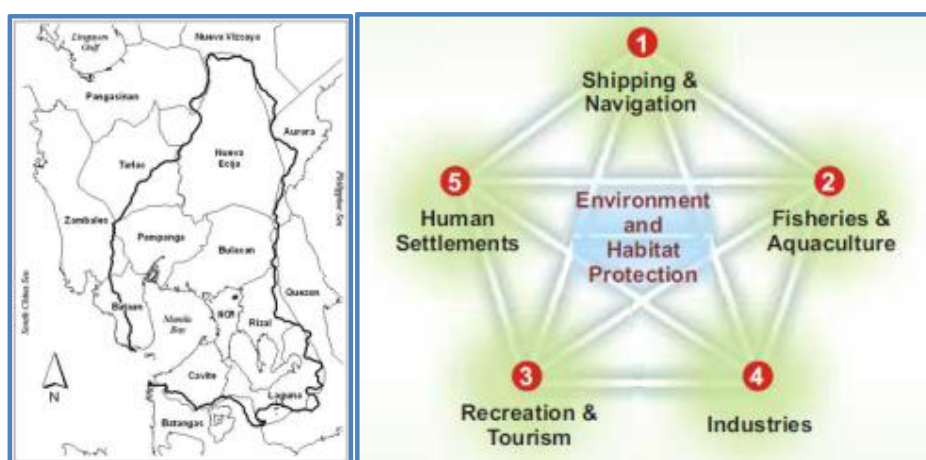 Lingayen
Gulf
Nueva Vizcaya
Pangasinan
Aurora
Nueva
Ecija
Tarlac
Philippine Sea
Zambales
Pampanga
Bulacan
Quezon
South China Sea
Bataan
Manila
Bay
NCR
Rizal
N
Cavite
Laguna
Batangas
1
Shipping &
Navigation
5
Human
Settlements
Environment
and
Habitat
Protection
2
Fisheries &
Aquaculture
3
Recreation &
Tourism
4
Industries